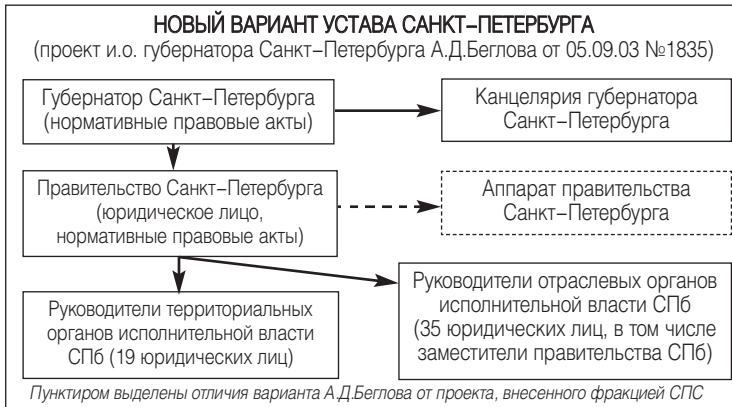 НОВЫЙ ВАРИАНТ УСТАВА САНКТ–ПЕТЕРБУРГА
(проект и.о. губернатора Санкт–Петербурга А.Д.Беглова от 05.09.03 №1835)
Губернатор Санкт–Петербурга
(нормативные правовые акты)
Канцелярия губернатора
Санкт–Петербурга
Правительство Санкт–Петербурга
(юридическое лицо,
нормативные правовые акты)
Аппарат правительства
Санкт–Петербурга
Руководители территориальных
органов исполнительной власти
СПб (19 юридических лиц)
Руководители отраслевых органов
исполнительной власти СПб
(35 юридических лиц, в том числе
заместители правительства СПб)
Пунктиром выделены отличия варианта А.Д.Беглова от проекта, внесенного фракцией СПС